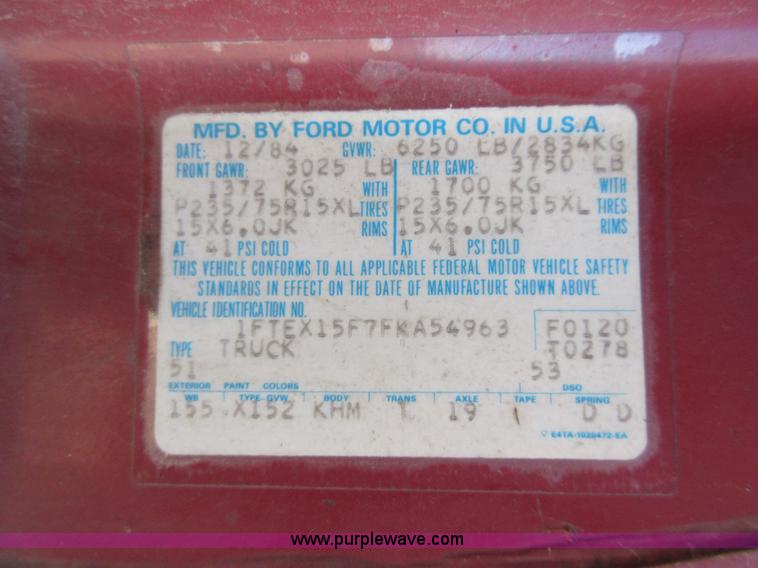 MFD. BY FORD MOTOR CO. IN U.S.A.
DATE: 12/84 GVWR: 6250 LB/2834KG
FRONT GAWR: 3025 LB REAR GAWR: 3750 LB
1372 KG WITH 1700 KG WITH
P235/75R15XL TIRES P235/75R15XL TIRES
15X6.0JK RIMS 15X6.0JK RIMS
AT 41 PSI COLD AT 41 PSI COLD
THIS VEHICLE CONFORMS TO ALL APPLICABLE FEDERAL MOTOR VEHICLE SAFETY
STANDARDS IN EFFECT ON THE DATE OF MANUFACTURE SHOWN ABOVE.
VEHICLE IDENTIFICATION NO.
1FTEX15F7FKA54963 F0120
TYPE TRUCK T0278
51 53
EXTERIOR PAINT COLORS DSO
WB TYPE-GVW BODY TRANS AXLE TAPE SPRING
155 X152 KHM 19 D D
E4TA-1020472-EA
www.purplewave.com